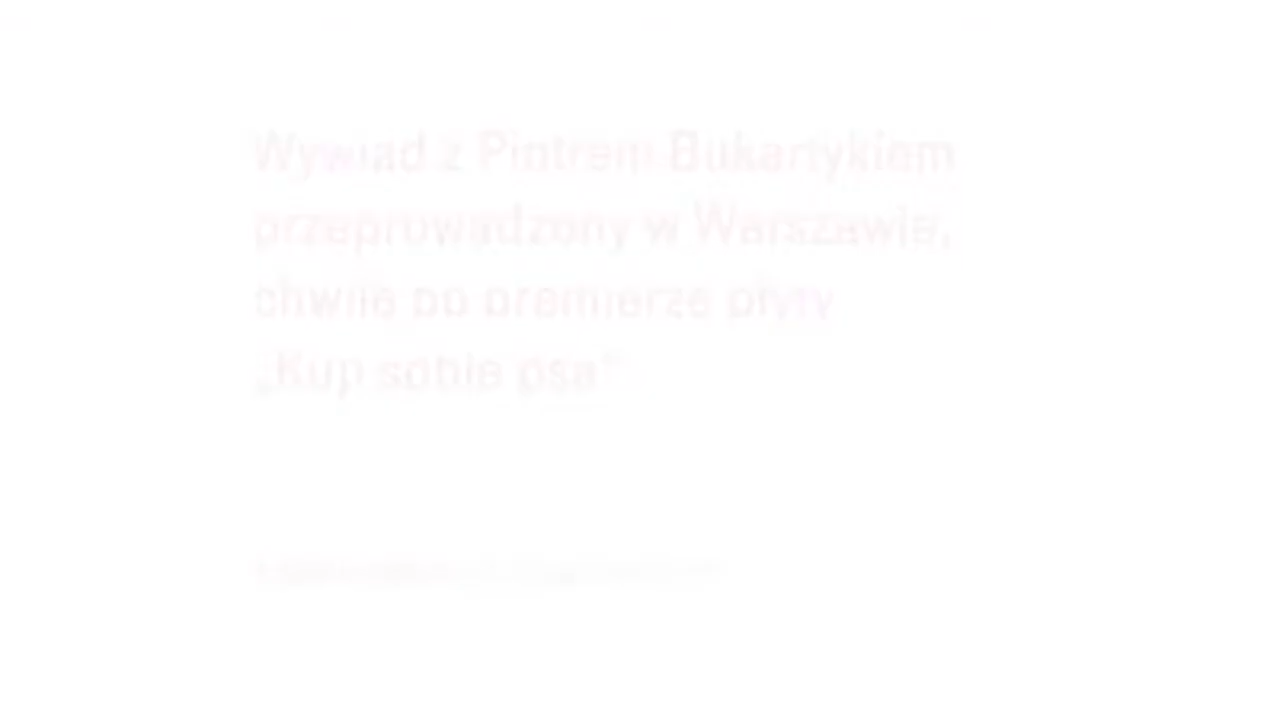 Wywiad z Piotrem Bukartykiem
przeprowadzony w Warszawie,
chwilę po premierze płyty
„Kup sobie psa”